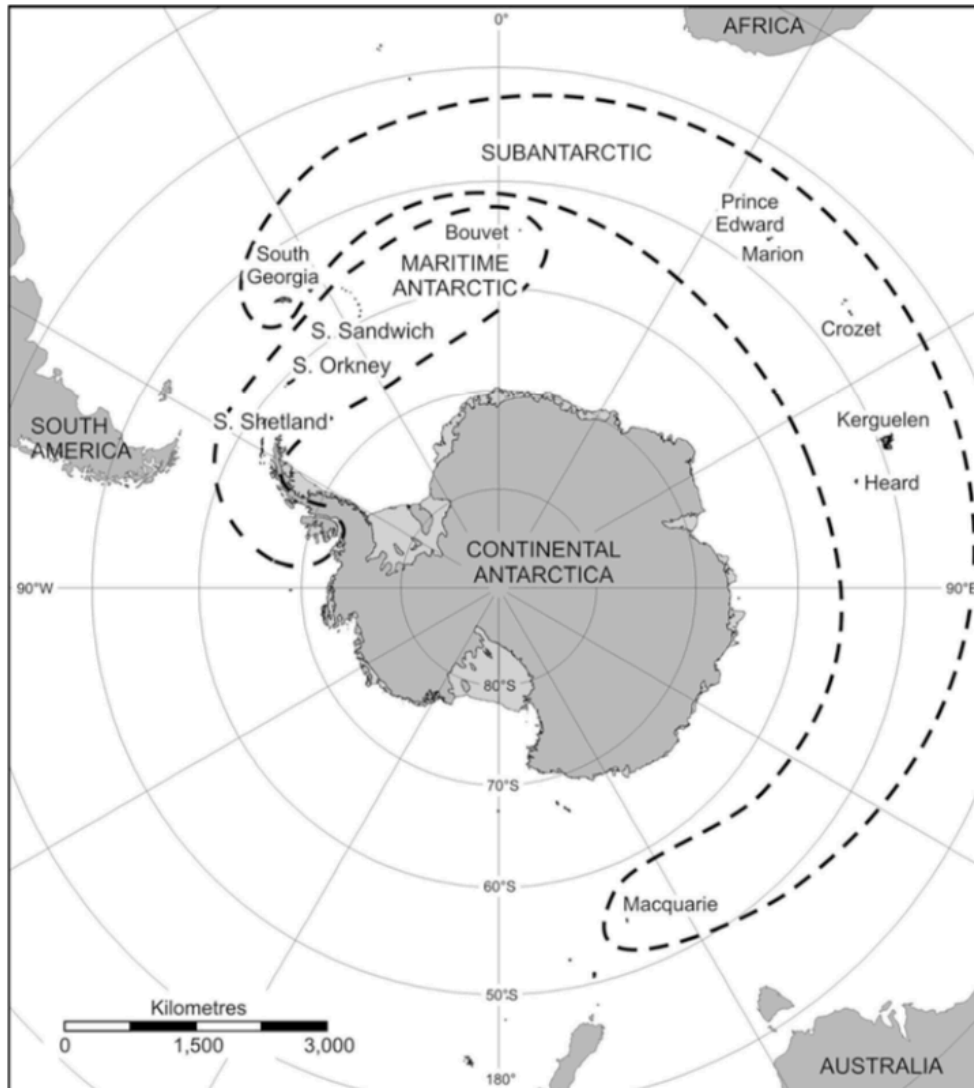 0°
AFRICA
SUBANTARCTIC
Prince
Edward
Marion
Bouvet
South
Georgia
MARITIME
ANTARCTIC
S. Sandwich
Crozet
S. Orkney
S. Shetland
SOUTH
AMERICA
Kerguelen
Heard
CONTINENTAL
ANTARCTICA
90°W
90°E
80°S
70°S
60°S
Macquarie
50°S
Kilometres
0 1,500 3,000
180°
AUSTRALIA